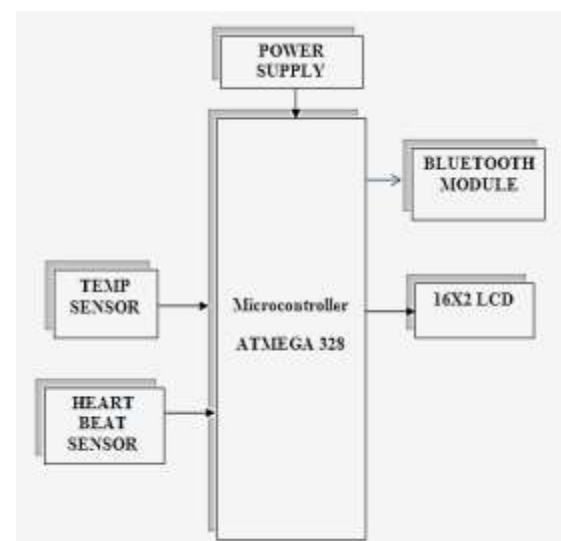 POWER
SUPPLY
BLUETOOTH
MODULE
TEMP
SENSOR
Microcontroller
ATMEGA 328
16X2 LCD
HEART
BEAT
SENSOR